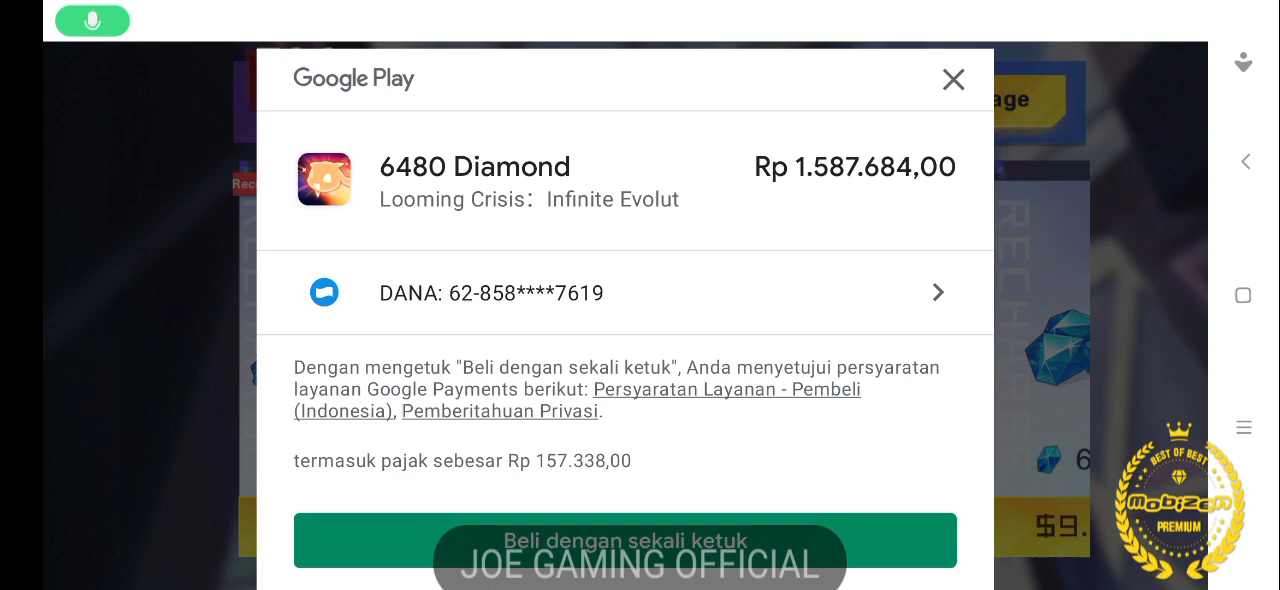 Google Play
age
6480 Diamond
Rp 1.587.684,00
Looming Crisis: Infinite Evolut
Rec
RECHARGE
DANA: 62-858****7619
Dengan mengetuk "Beli dengan sekali ketuk", Anda menyetujui persyaratan
layanan Google Payments berikut: Persyaratan Layanan - Pembeli
(Indonesia), Pemberitahuan Privasi.
termasuk pajak sebesar Rp 157.338,00
6
BEST OF BEST
Mobizen
PREMIUM
$9.
Beli dengan sekali ketuk
JOE GAMING OFFICIAL